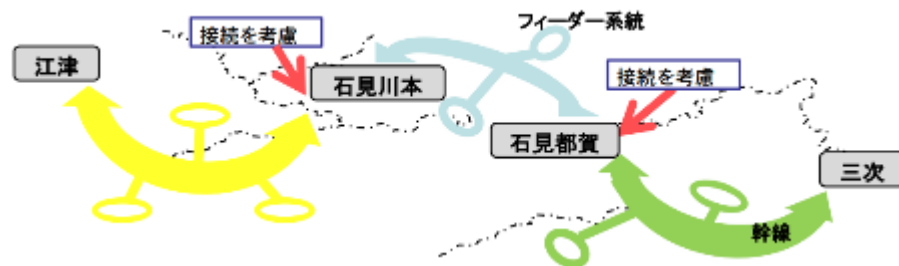 フィーダー系統
接続を考慮
江津
石見川本
接続を考慮
石見都賀
三次
幹線